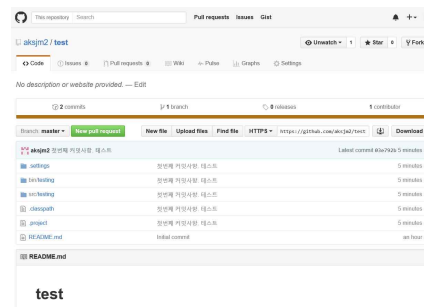 This repository Search Pull requests Issues Gist
aksjm2 / test Unwatch 1 Star 0 Fork
Code Issues 0 Pull requests 0 Wiki Pulse Graphs Settings
No description or website provided. — Edit
2 commits 1 branch 0 releases 1 contributor
Branch: master New pull request New file Upload files Find file HTTPS https://github.com/aksjm2/test Download
aksjm2 첫번째 커밋사항. 테스트 Latest commit 5 minutes
.settings 첫번째 커밋사항. 테스트 5 minutes
bin/testing 첫번째 커밋사항. 테스트 5 minutes
src/testing 첫번째 커밋사항. 테스트 5 minutes
.classpath 첫번째 커밋사항. 테스트 5 minutes
.project 첫번째 커밋사항. 테스트 5 minutes
README.md Initial commit an hour
README.md
test